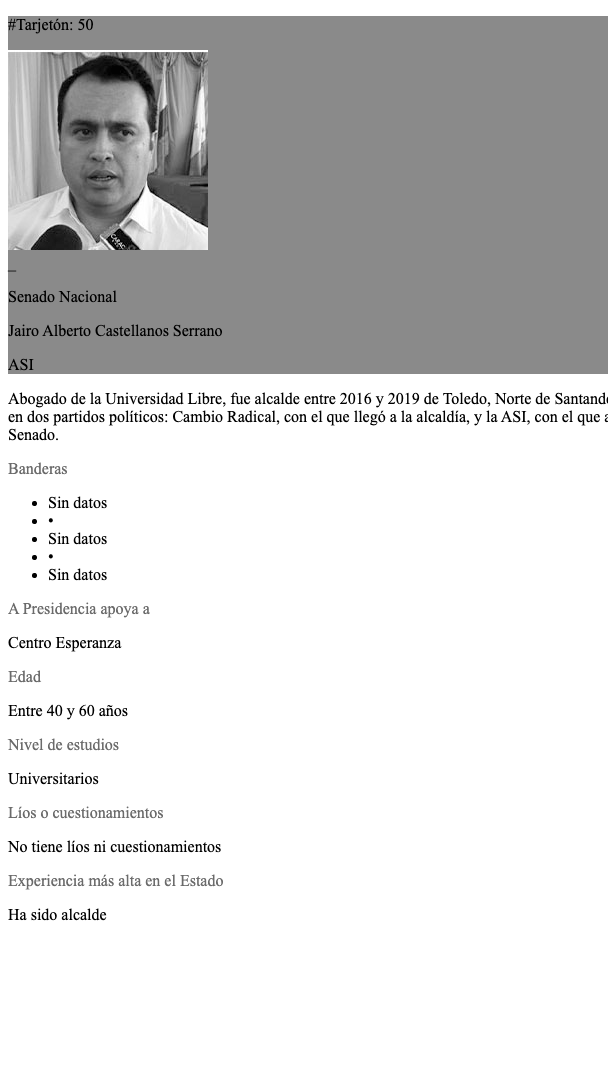 #Tarjetón: 50
CARAC
_
Senado Nacional
Jairo Alberto Castellanos Serrano
ASI
Abogado de la Universidad Libre, fue alcalde entre 2016 y 2019 de Toledo, Norte de Santand
en dos partidos políticos: Cambio Radical, con el que llegó a la alcaldía, y la ASI, con el que a
Senado.
Banderas
• Sin datos
• •
• Sin datos
• •
• Sin datos
A Presidencia apoya a
Centro Esperanza
Edad
Entre 40 y 60 años
Nivel de estudios
Universitarios
Líos o cuestionamientos
No tiene líos ni cuestionamientos
Experiencia más alta en el Estado
Ha sido alcalde